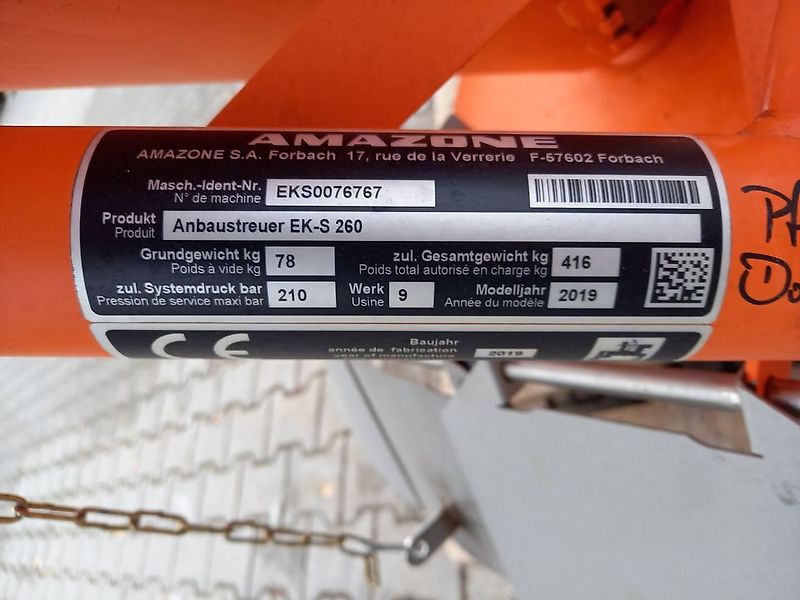 AMAZONE
AMAZONE S.A. Forbach 17, rue de la Verrerie F-57602 Forbach
Masch.-Ident-Nr. EKS0076767
N° de machine
Produkt Anbaustreuer EK-S 260
Produit
Grundgewicht kg 78 zul. Gesamtgewicht kg 416
Poids à vide kg Poids total autorisé en charge kg
zul. Systemdruck bar 210 Werk 9 Modelljahr 2019
Pression de service maxi bar Usine Année du modèle
CE Baujahr
année de fabrication
year of manufacture 2019